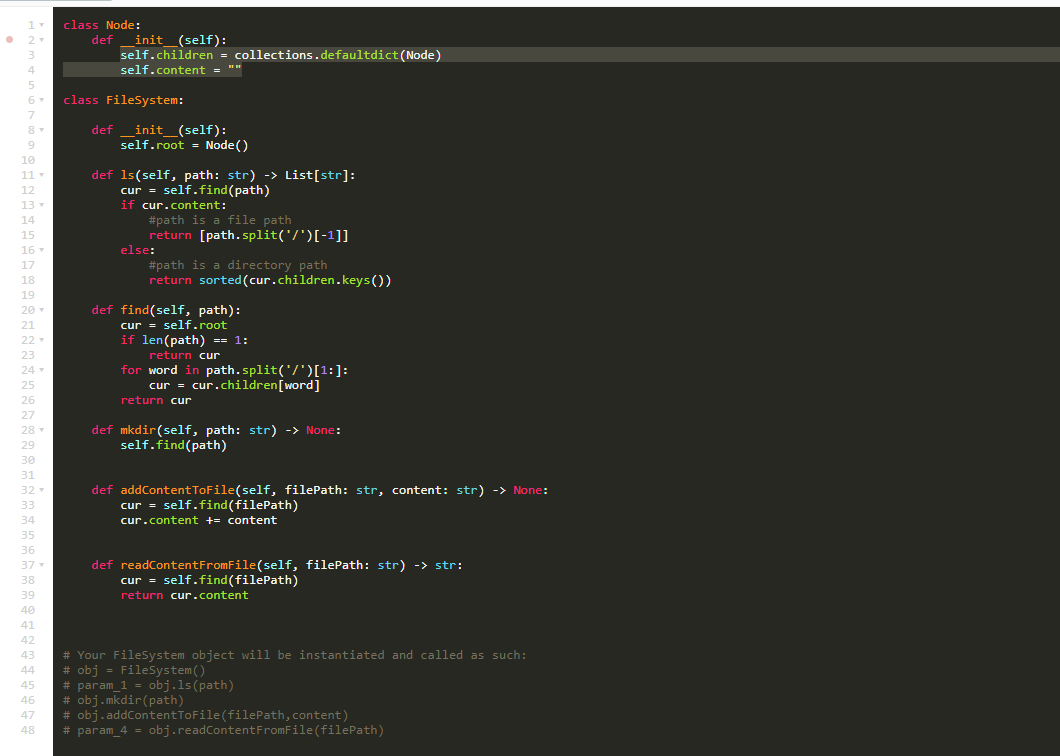 1 class Node:
2     def __init__(self):
3         self.children = collections.defaultdict(Node)
4         self.content = ""
5
6 class FileSystem:
7
8     def __init__(self):
9         self.root = Node()
10
11     def ls(self, path: str) -> List[str]:
12         cur = self.find(path)
13         if cur.content:
14             #path is a file path
15             return [path.split('/')[-1]]
16         else:
17             #path is a directory path
18             return sorted(cur.children.keys())
19
20     def find(self, path):
21         cur = self.root
22         if len(path) == 1:
23             return cur
24         for word in path.split('/')[1:]:
25             cur = cur.children[word]
26         return cur
27
28     def mkdir(self, path: str) -> None:
29         self.find(path)
30
31
32     def addContentToFile(self, filePath: str, content: str) -> None:
33         cur = self.find(filePath)
34         cur.content += content
35
36
37     def readContentFromFile(self, filePath: str) -> str:
38         cur = self.find(filePath)
39         return cur.content
40
41
42
43 # Your FileSystem object will be instantiated and called as such:
44 # obj = FileSystem()
45 # param_1 = obj.ls(path)
46 # obj.mkdir(path)
47 # obj.addContentToFile(filePath,content)
48 # param_4 = obj.readContentFromFile(filePath)